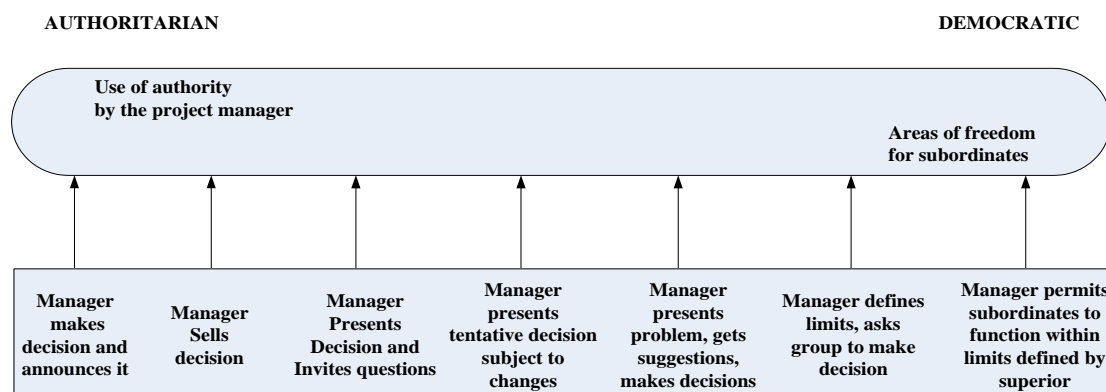 AUTHORITARIAN
DEMOCRATIC
Use of authority
by the project manager
Areas of freedom
for subordinates
Manager
makes
decision and
announces it
Manager
Sells
decision
Manager
Presents
Decision and
Invites questions
Manager
presents
tentative decision
subject to
changes
Manager
presents
problem, gets
suggestions,
makes decisions
Manager defines
limits, asks
group to make
decision
Manager permits
subordinates to
function within
limits defined by
superior